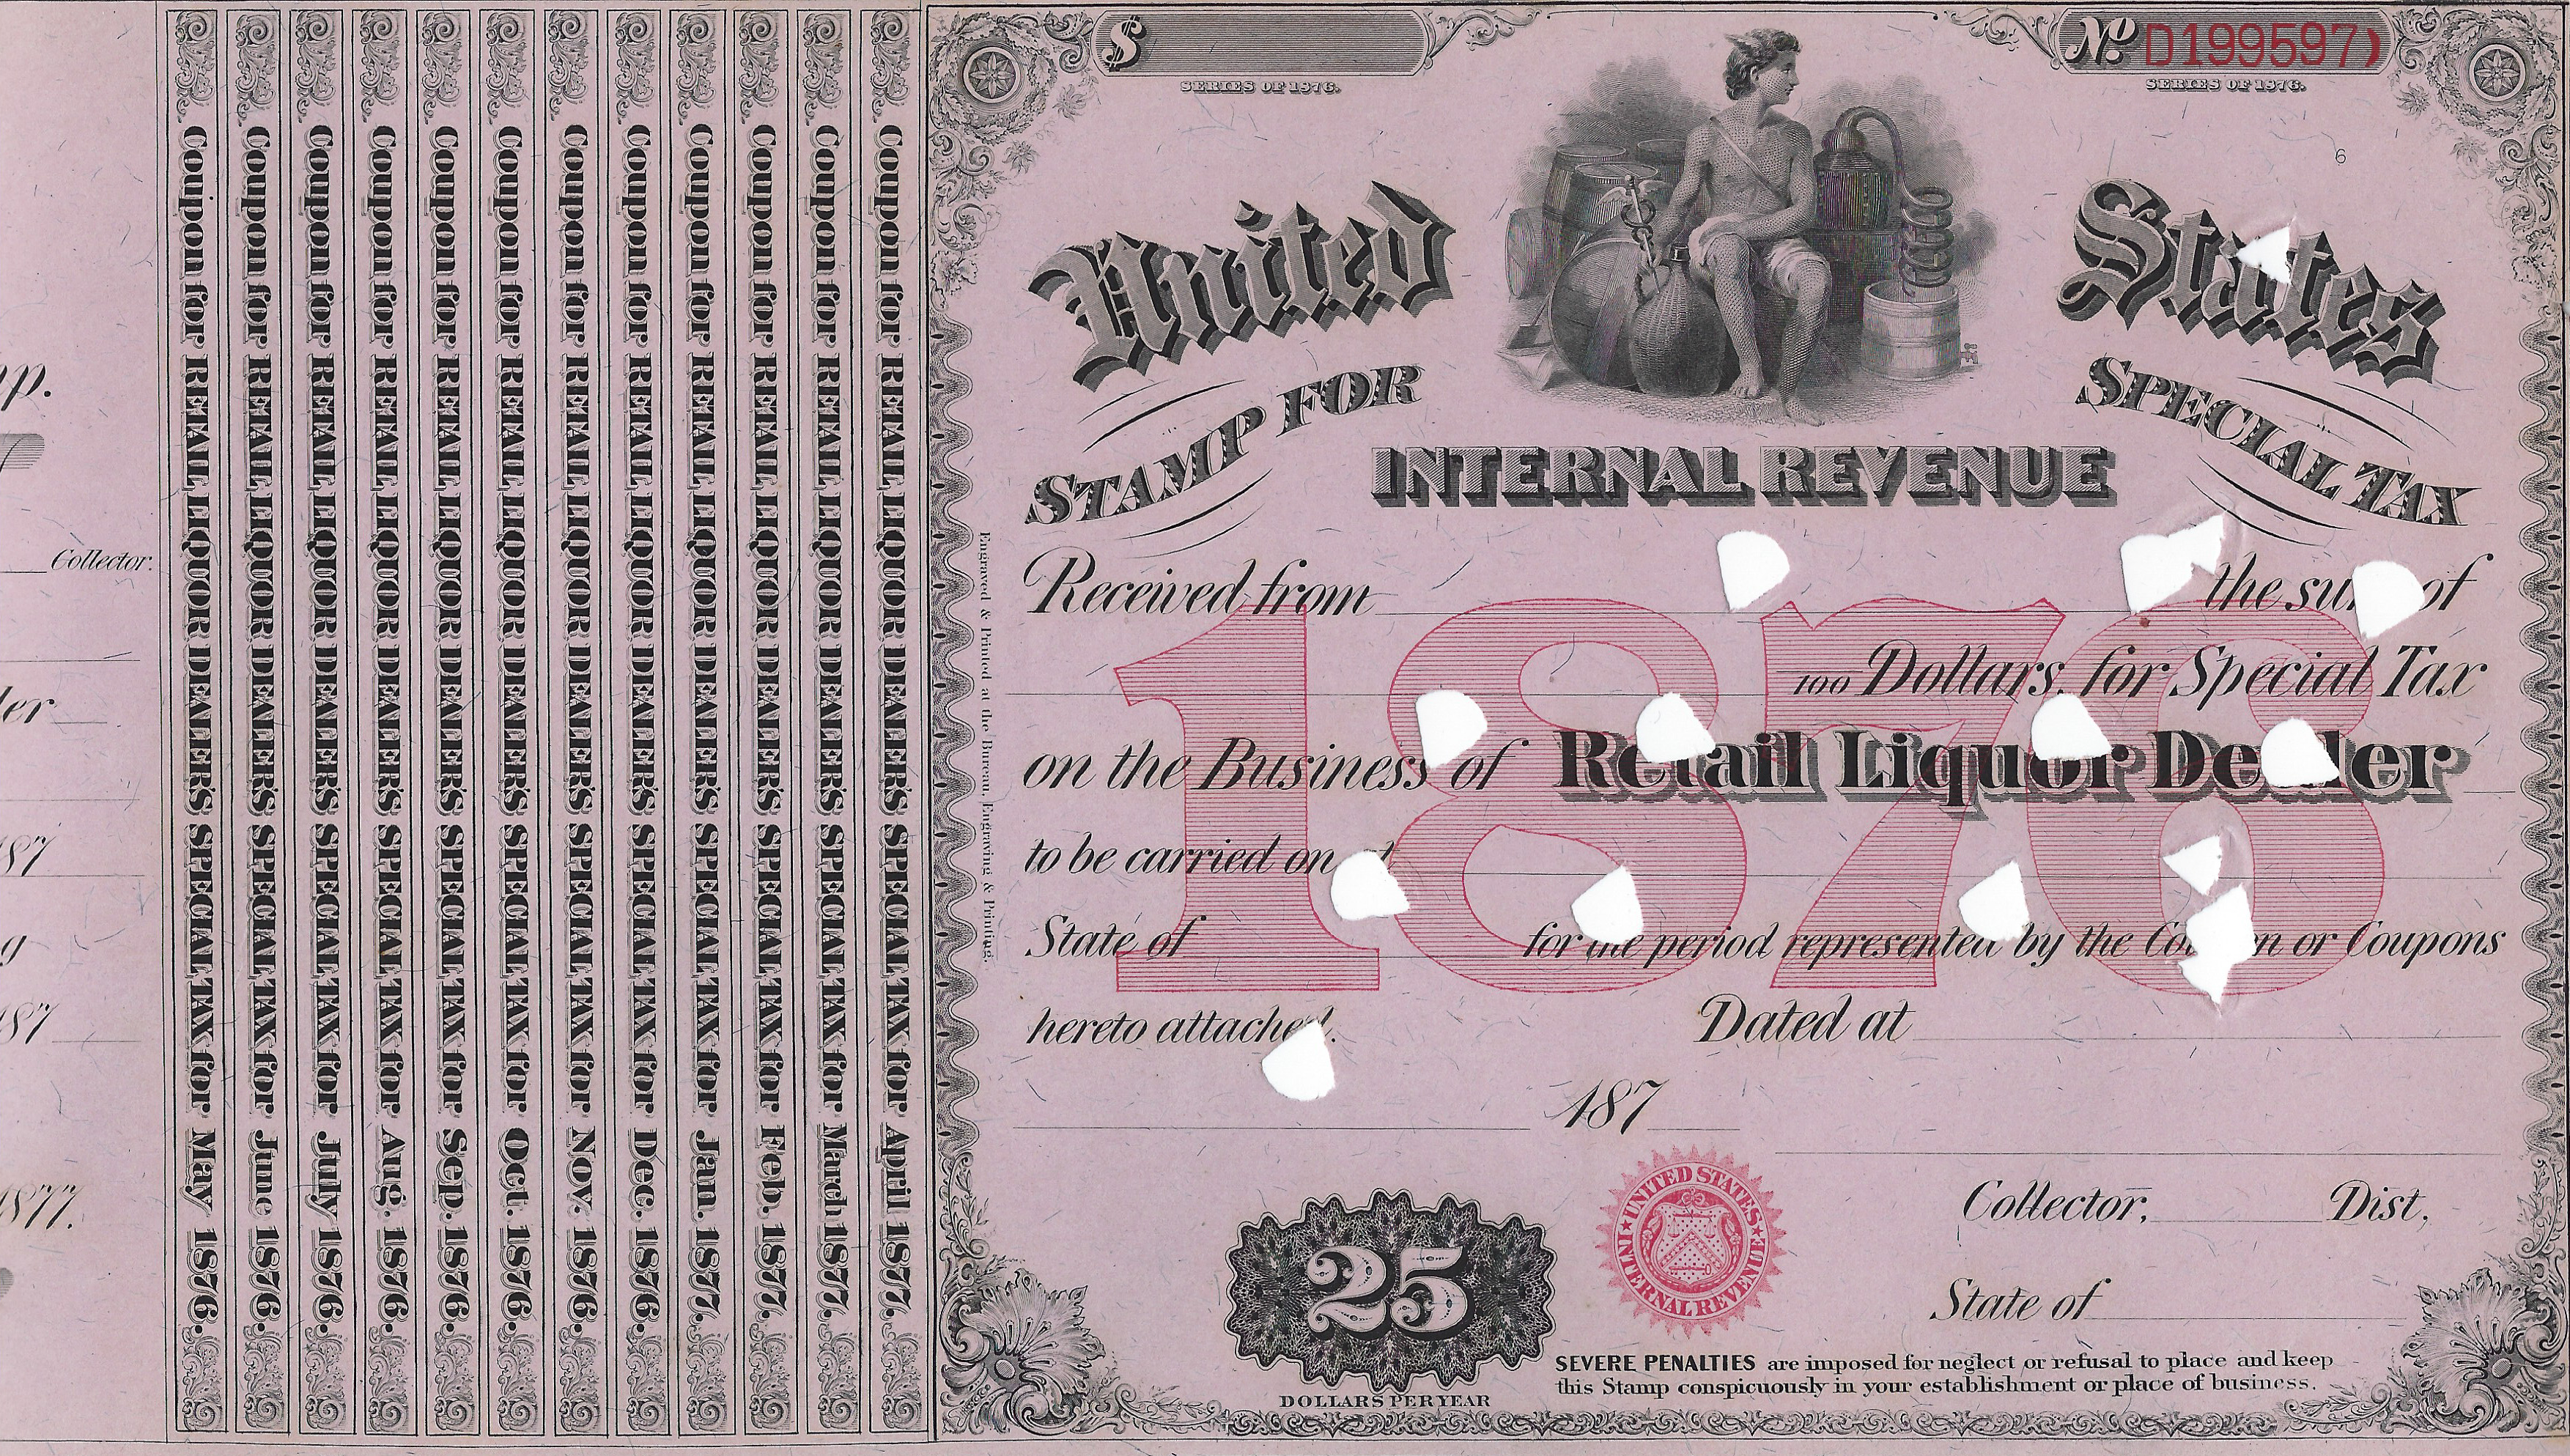 p.
Collector.
ler
187
g
187
1877.
Coupon for RETAIL LIQUOR DEALER'S SPECIAL TAX for May 1876.
Coupon for RETAIL LIQUOR DEALER'S SPECIAL TAX for June 1876.
Coupon for RETAIL LIQUOR DEALER'S SPECIAL TAX for July 1876.
Coupon for RETAIL LIQUOR DEALER'S SPECIAL TAX for Aug. 1876.
Coupon for RETAIL LIQUOR DEALER'S SPECIAL TAX for Sep. 1876.
Coupon for RETAIL LIQUOR DEALER'S SPECIAL TAX for Oct. 1876.
Coupon for RETAIL LIQUOR DEALER'S SPECIAL TAX for Nov. 1876.
Coupon for RETAIL LIQUOR DEALER'S SPECIAL TAX for Dec. 1876.
Coupon for RETAIL LIQUOR DEALER'S SPECIAL TAX for Jan. 1877.
Coupon for RETAIL LIQUOR DEALER'S SPECIAL TAX for Feb. 1877.
Coupon for RETAIL LIQUOR DEALER'S SPECIAL TAX for March 1877.
Coupon for RETAIL LIQUOR DEALER'S SPECIAL TAX for April 1877.
Engraved & Printed at the Bureau, Engraving & Printing.
$
SERIES OF 1876.
No. D199597)
SERIES OF 1876.
6
United States
STAMP FOR INTERNAL REVENUE SPECIAL TAX
1876
Received from the sum of
100 Dollars, for Special Tax
on the Business of Retail Liquor Dealer
to be carried on at
State of for the period represented by the Coupon or Coupons
hereto attached. Dated at
187
Collector, Dist,
State of
25
DOLLARS PER YEAR
UNITED STATES INTERNAL REVENUE
SEVERE PENALTIES are imposed for neglect or refusal to place and keep
this Stamp conspicuously in your establishment or place of business.